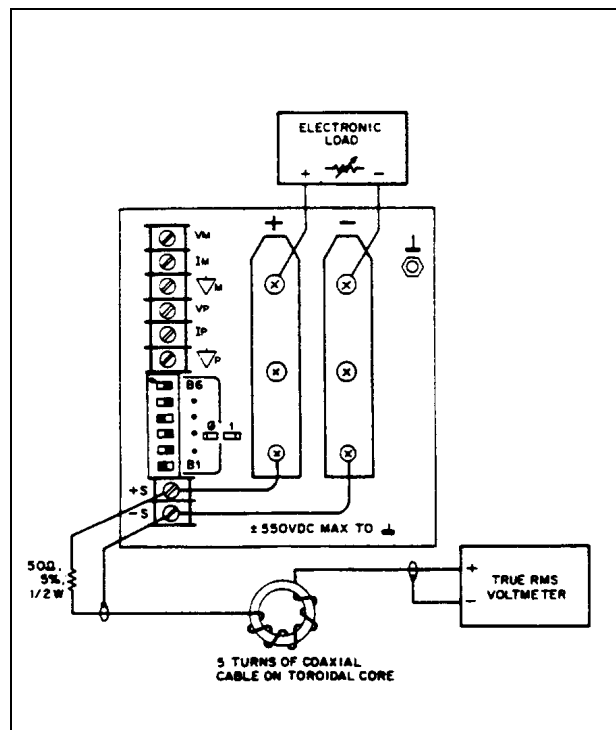 ELECTRONIC
LOAD
+ -
+ -
VM
IM
M
VP
IP
P
B6
0 1
B1
+S
-S
±550VDC MAX TO
50Ω,
5%,
1/2W
+
-
TRUE RMS
VOLTMETER
5 TURNS OF COAXIAL
CABLE ON TOROIDAL CORE